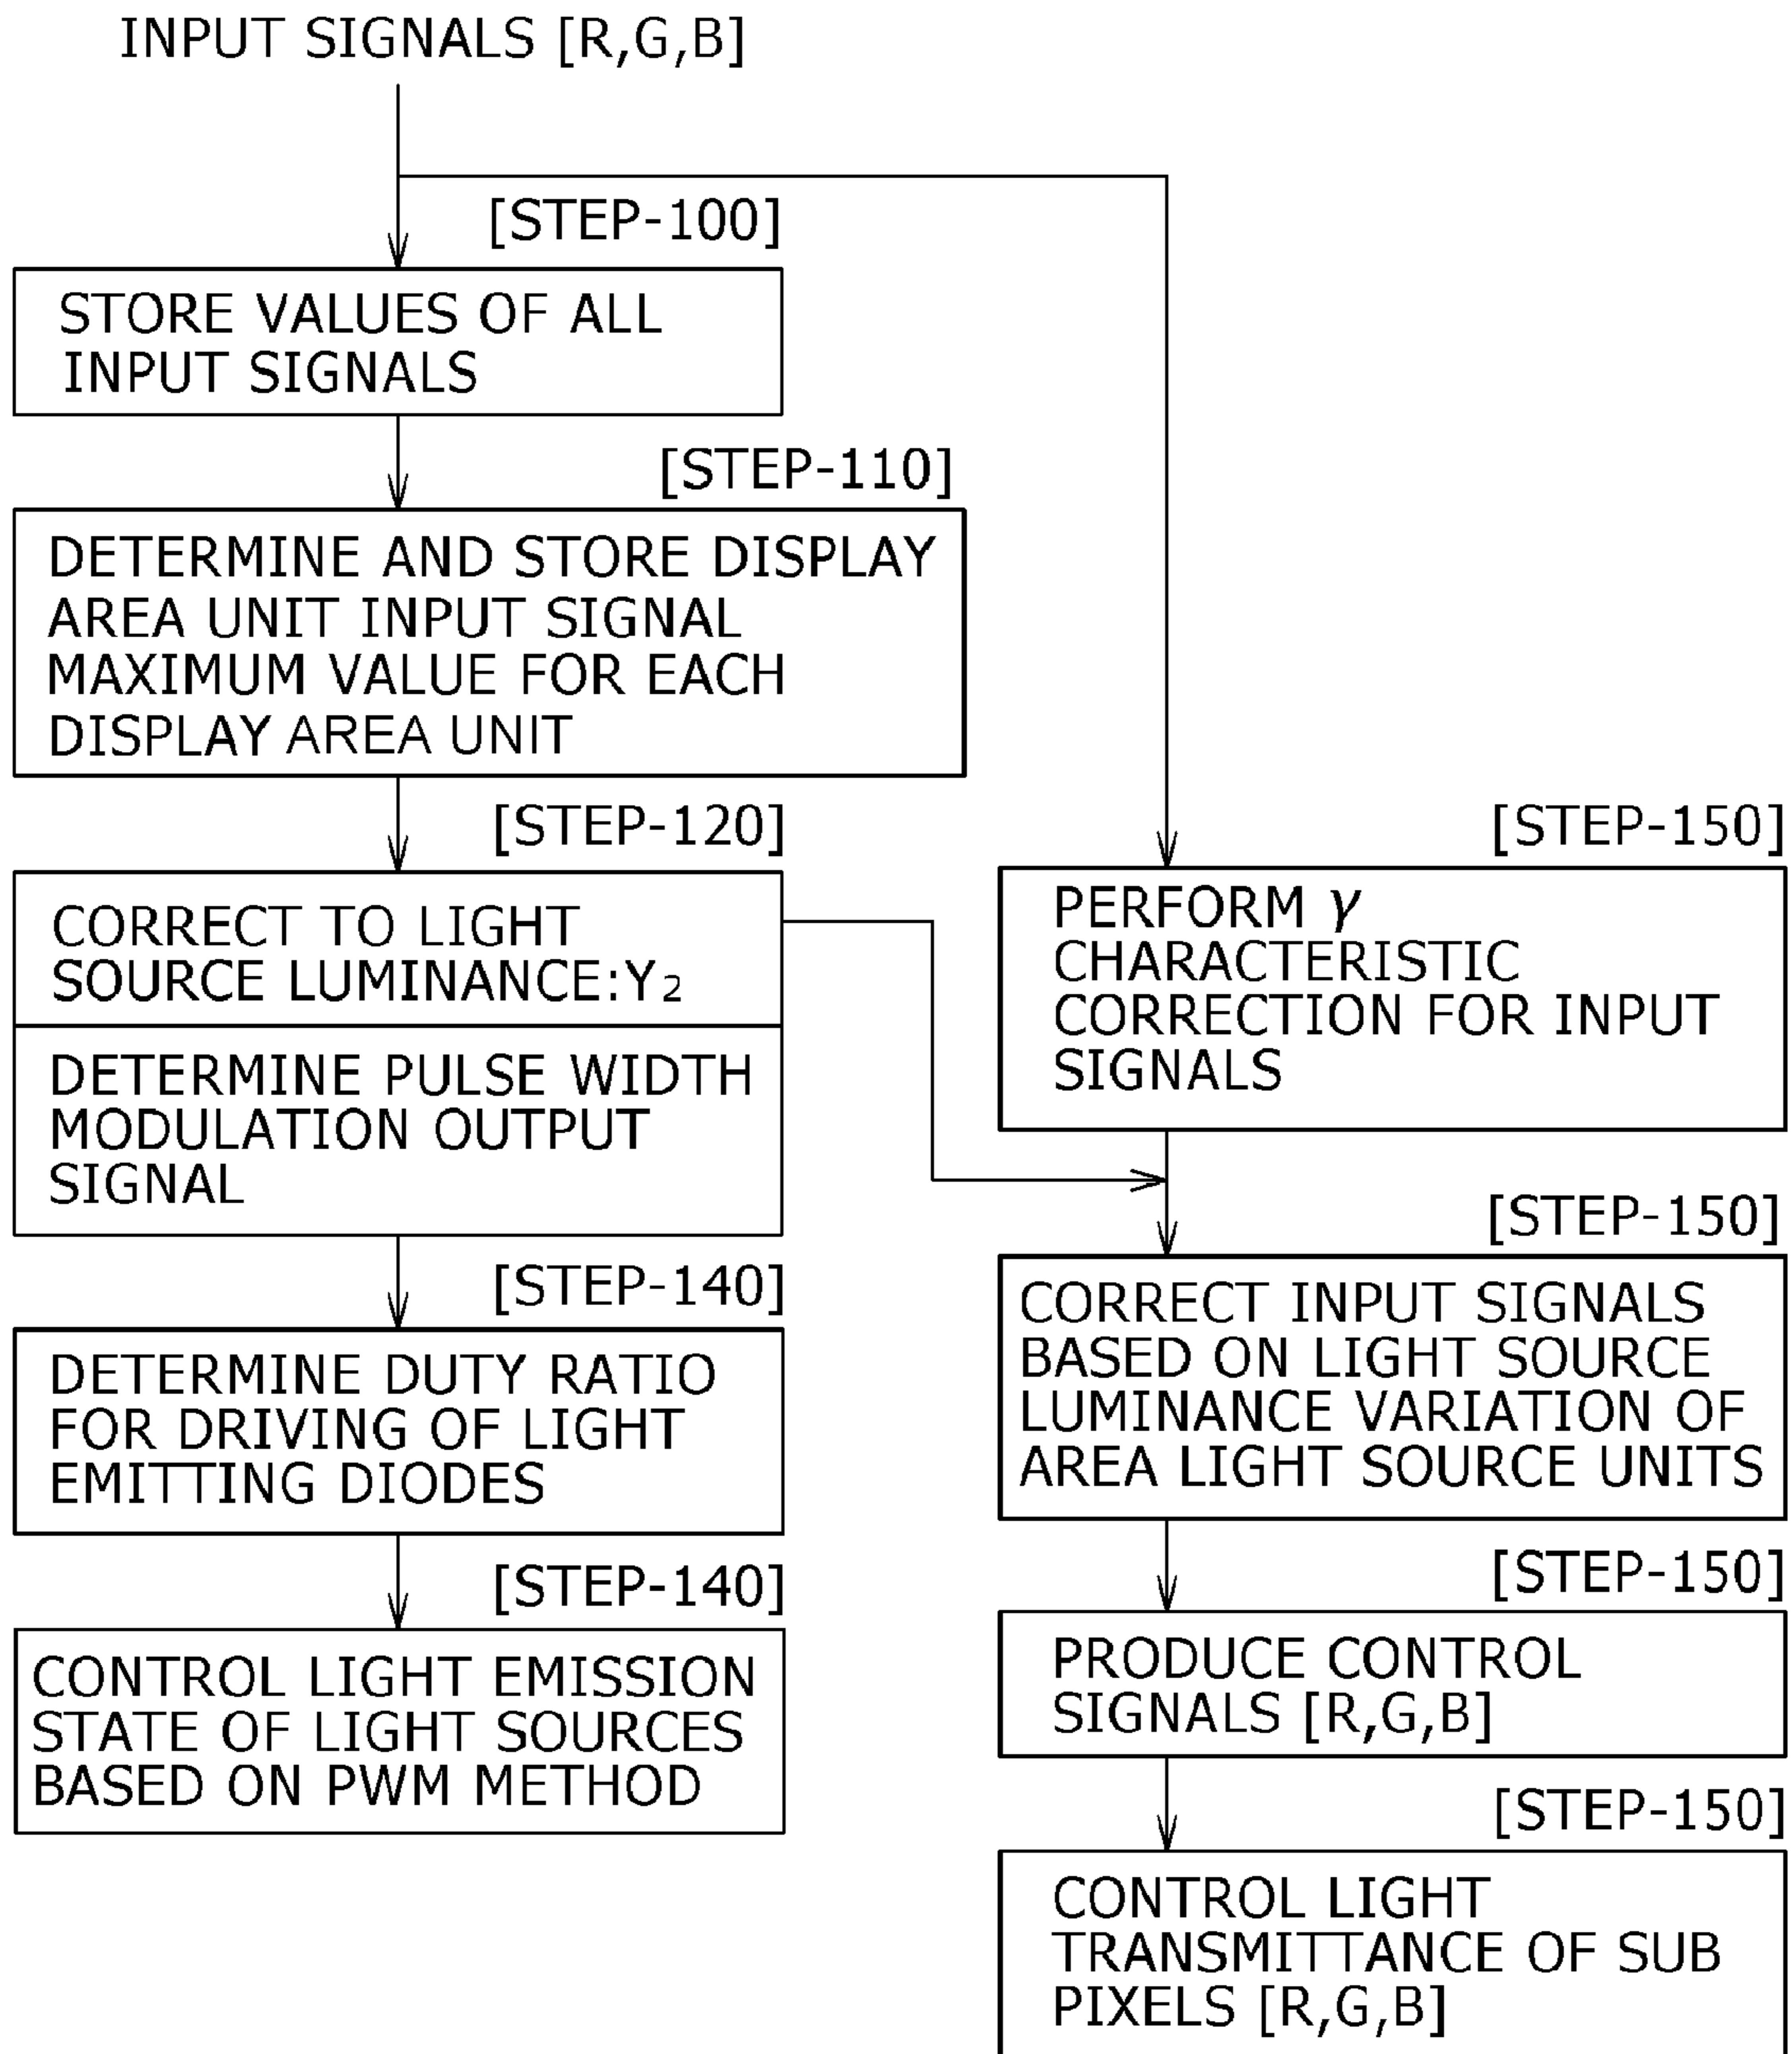 INPUT SIGNALS [R,G,B]
[STEP-100]
STORE VALUES OF ALL
INPUT SIGNALS
[STEP-110]
DETERMINE AND STORE DISPLAY
AREA UNIT INPUT SIGNAL
MAXIMUM VALUE FOR EACH
DISPLAY AREA UNIT
[STEP-120]
CORRECT TO LIGHT
SOURCE LUMINANCE:Y₂
DETERMINE PULSE WIDTH
MODULATION OUTPUT
SIGNAL
[STEP-140]
DETERMINE DUTY RATIO
FOR DRIVING OF LIGHT
EMITTING DIODES
[STEP-140]
CONTROL LIGHT EMISSION
STATE OF LIGHT SOURCES
BASED ON PWM METHOD
[STEP-150]
PERFORM γ
CHARACTERISTIC
CORRECTION FOR INPUT
SIGNALS
[STEP-150]
CORRECT INPUT SIGNALS
BASED ON LIGHT SOURCE
LUMINANCE VARIATION OF
AREA LIGHT SOURCE UNITS
[STEP-150]
PRODUCE CONTROL
SIGNALS [R,G,B]
[STEP-150]
CONTROL LIGHT
TRANSMITTANCE OF SUB
PIXELS [R,G,B]